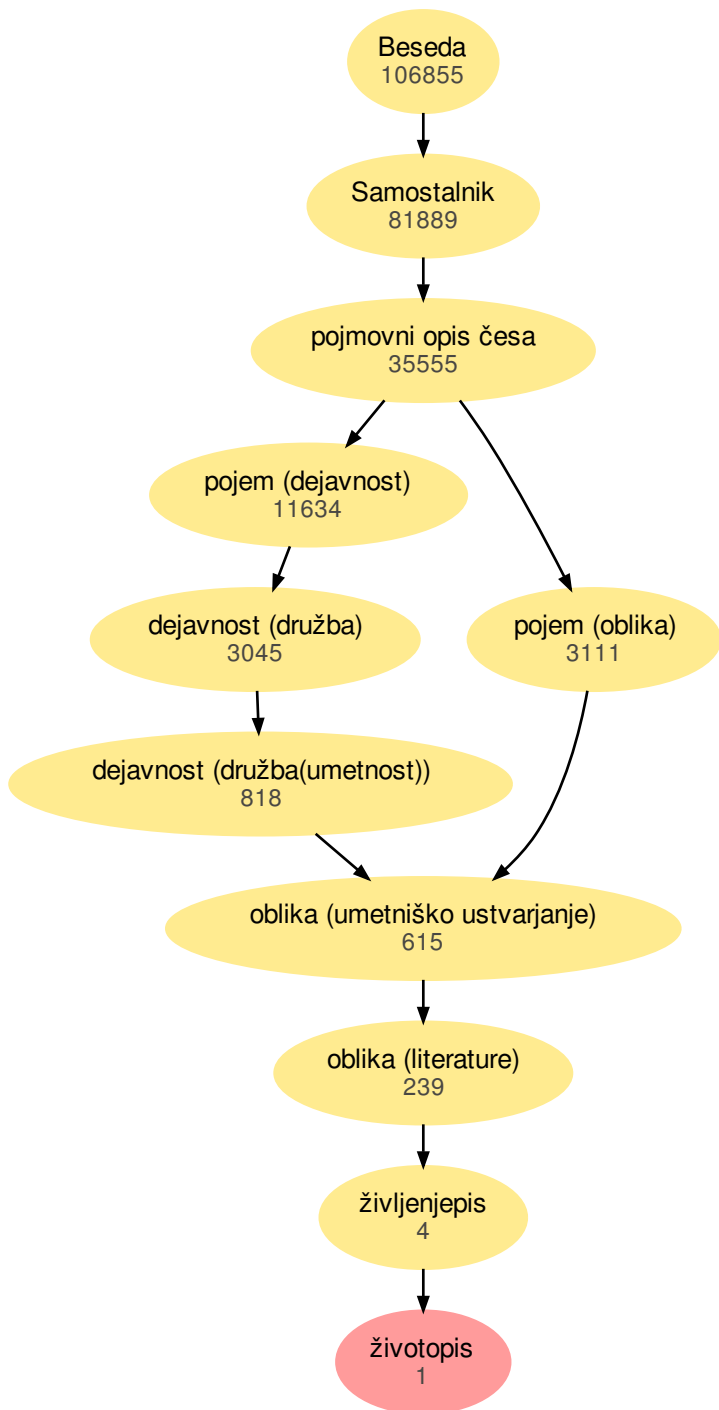 Beseda
106855
Samostalnik
81889
pojmovni opis česa
35555
pojem (dejavnost)
11634
dejavnost (družba)
3045
pojem (oblika)
3111
dejavnost (družba(umetnost))
818
oblika (umetniško ustvarjanje)
615
oblika (literature)
239
življenjepis
4
životopis
1